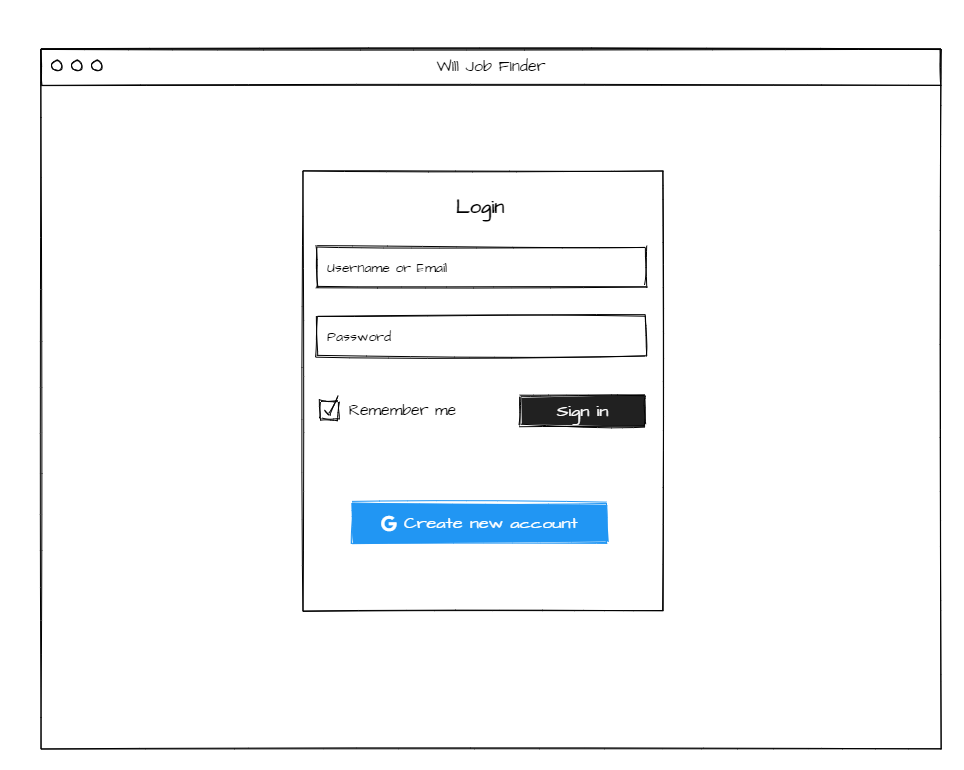 Will Job Finder
Login
Username or Email
Password
Remember me
Sign in
G Create new account